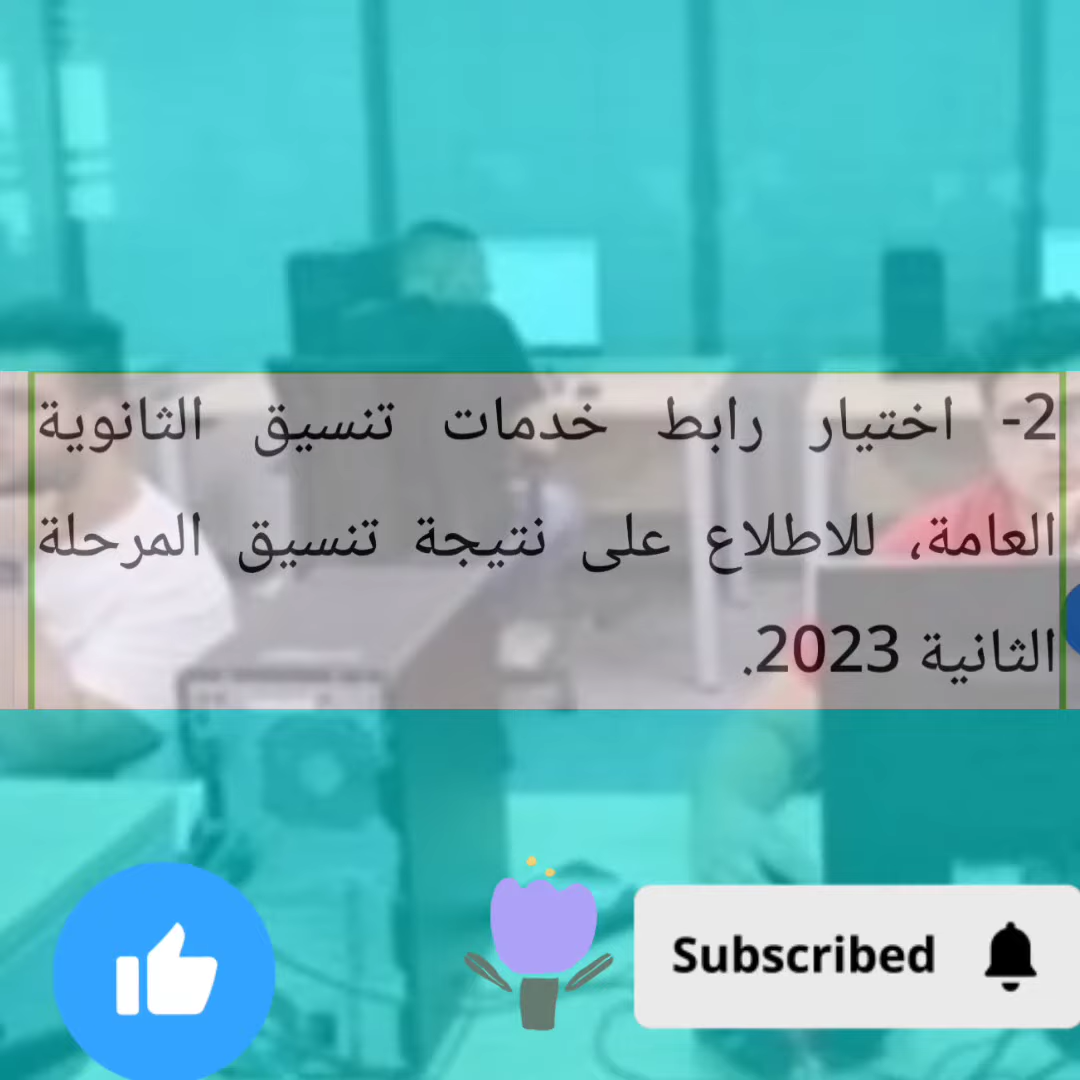 2- اختيار رابط خدمات تنسيق الثانوية
العامة، للاطلاع على نتيجة تنسيق المرحلة
الثانية 2023.
Subscribed